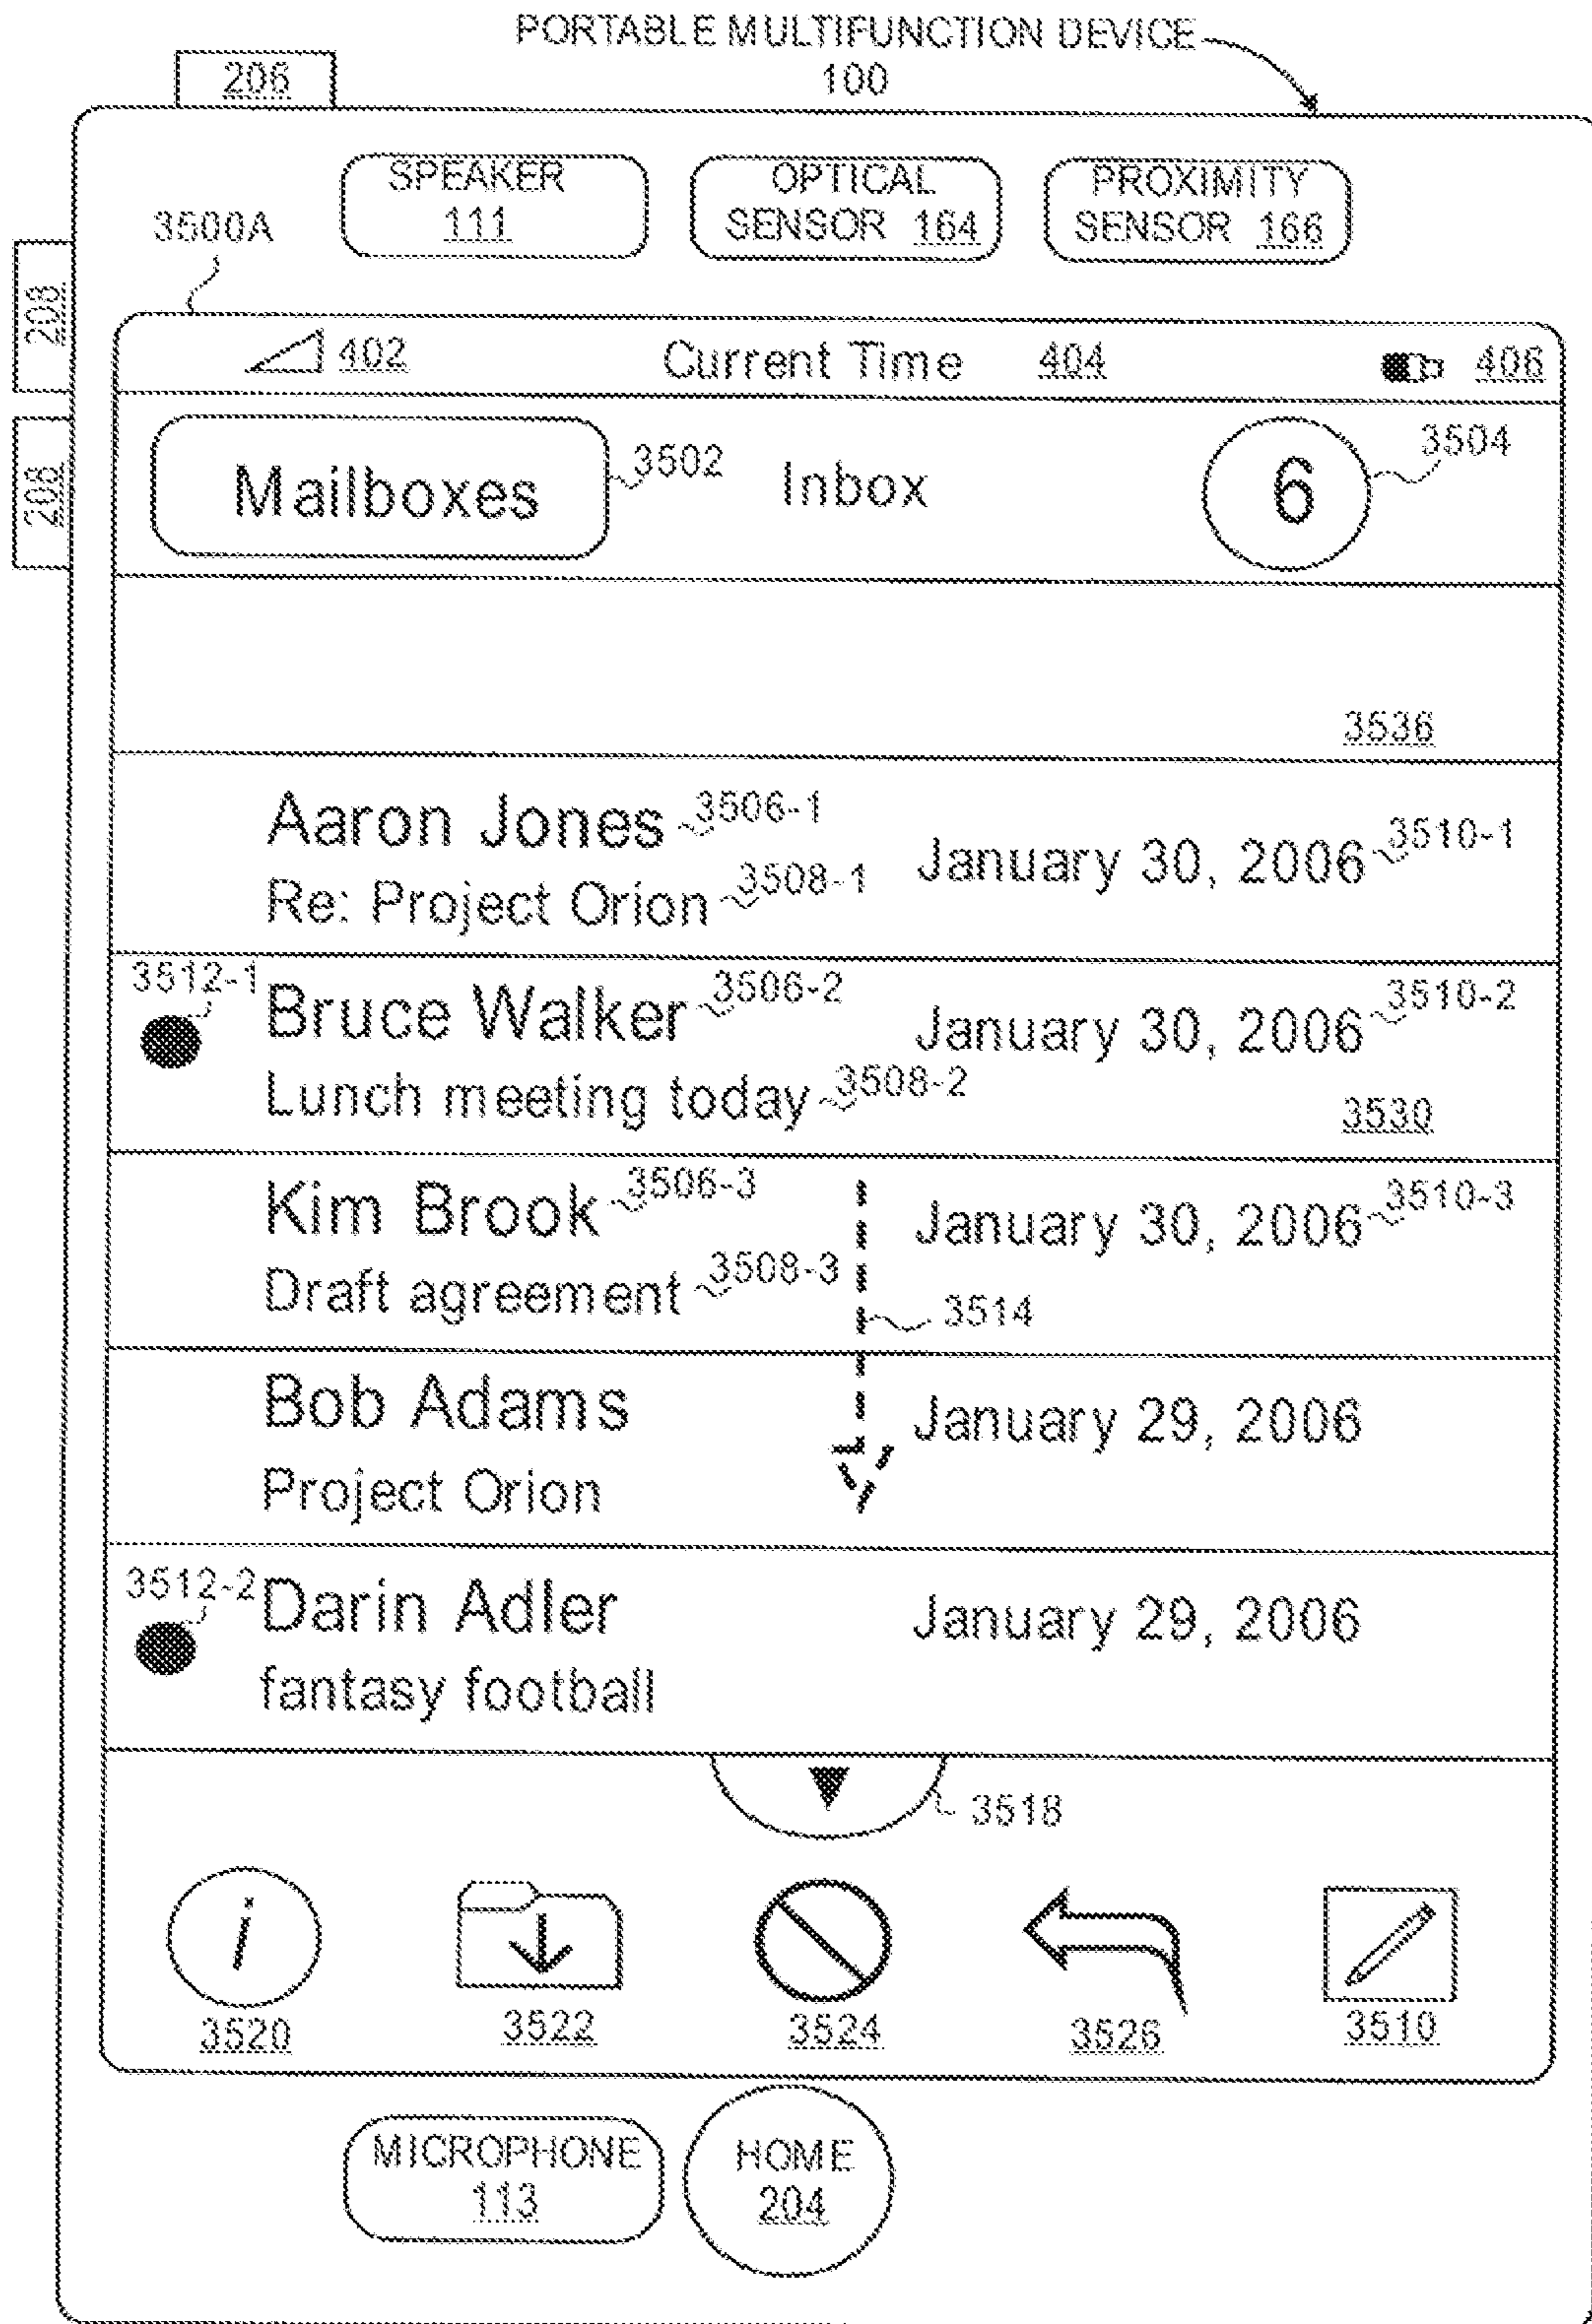 PORTABLE MULTIFUNCTION DEVICE
100
206
SPEAKER
111
OPTICAL
SENSOR 164
PROXIMITY
SENSOR 166
3500A
208
208
402
Current Time 404
406
Mailboxes
3502
Inbox
6
3504
3536
Aaron Jones 3506-1
Re: Project Orion 3508-1
January 30, 2006 3510-1
3512-1
Bruce Walker 3506-2
Lunch meeting today 3508-2
January 30, 2006 3510-2
3530
Kim Brook 3506-3
Draft agreement 3508-3
January 30, 2006 3510-3
3514
Bob Adams
Project Orion
January 29, 2006
3512-2
Darin Adler
fantasy football
January 29, 2006
3518
i
3520
3522
3524
3526
3510
MICROPHONE
113
HOME
204